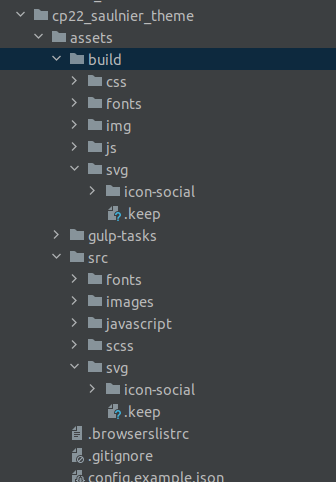 cp22_saulnier_theme
assets
build
css
fonts
img
js
svg
icon-social
.keep
gulp-tasks
src
fonts
images
javascript
scss
svg
icon-social
.keep
.browserslistrc
.gitignore
config.example.json